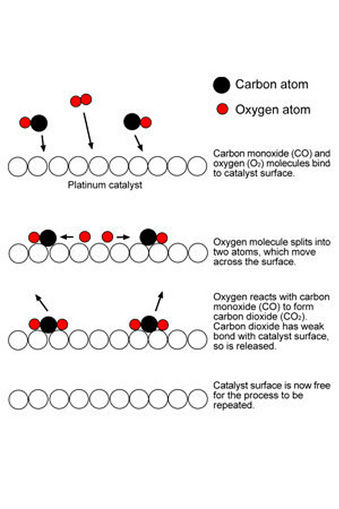 Carbon atom
Oxygen atom
Carbon monoxide (CO) and
oxygen (O₂) molecules bind
to catalyst surface.
Platinum catalyst
Oxygen molecule splits into
two atoms, which move
across the surface.
Oxygen reacts with carbon
monoxide (CO) to form
carbon dioxide (CO₂).
Carbon dioxide has weak
bond with catalyst surface,
so is released.
Catalyst surface is now free
for the process to be
repeated.